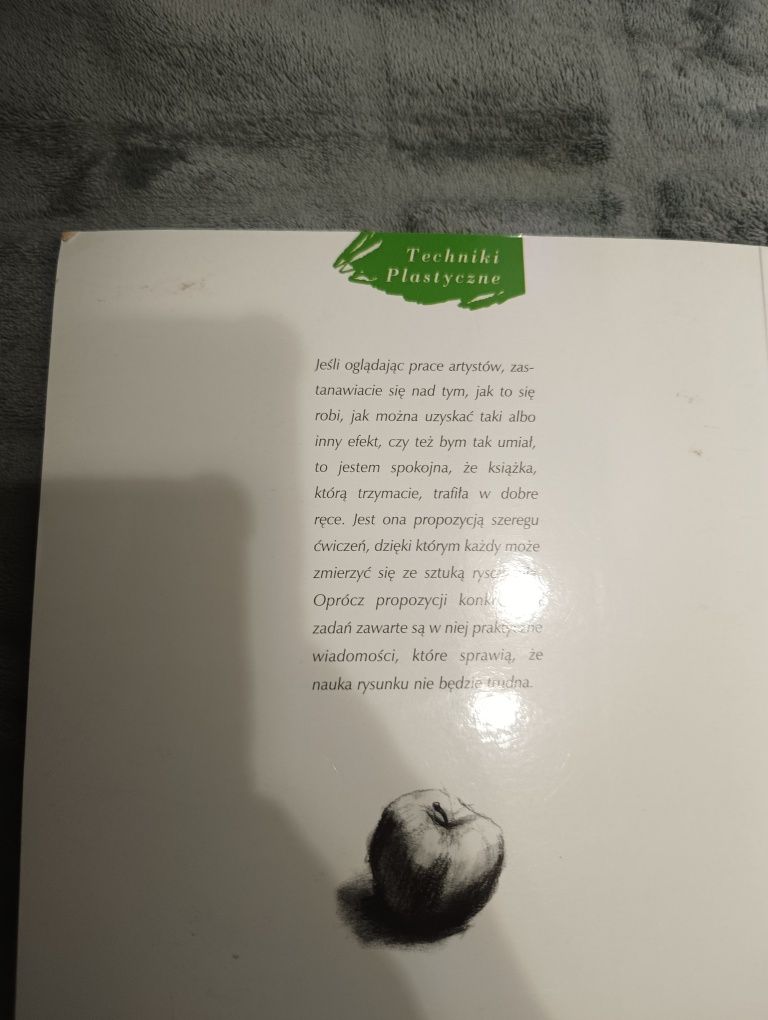 Techniki
Plastyczne
Jeśli oglądając prace artystów, zas-
tanawiacie się nad tym, jak to się
robi, jak można uzyskać taki albo
inny efekt, czy też bym tak umiał,
to jestem spokojna, że książka,
którą trzymacie, trafiła w dobre
ręce. Jest ona propozycją szeregu
ćwiczeń, dzięki którym każdy może
zmierzyć się ze sztuką
Oprócz propozycji
zadań zawarte są w niej praktyczne
wiadomości, które sprawią, że
nauka rysunku nie będzie trudna.